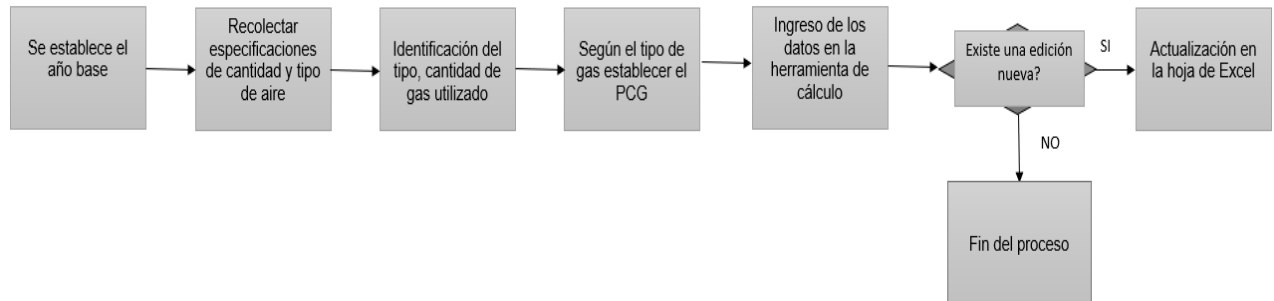 Se establece el
año base
Recolectar
especificaciones
de cantidad y tipo
de aire
Identificación del
tipo, cantidad de
gas utilizado
Según el tipo de
gas establecer el
PCG
Ingreso de los
datos en la
herramienta de
cálculo
Existe una edición
nueva?
SI
Actualización en
la hoja de Excel
NO
Fin del proceso